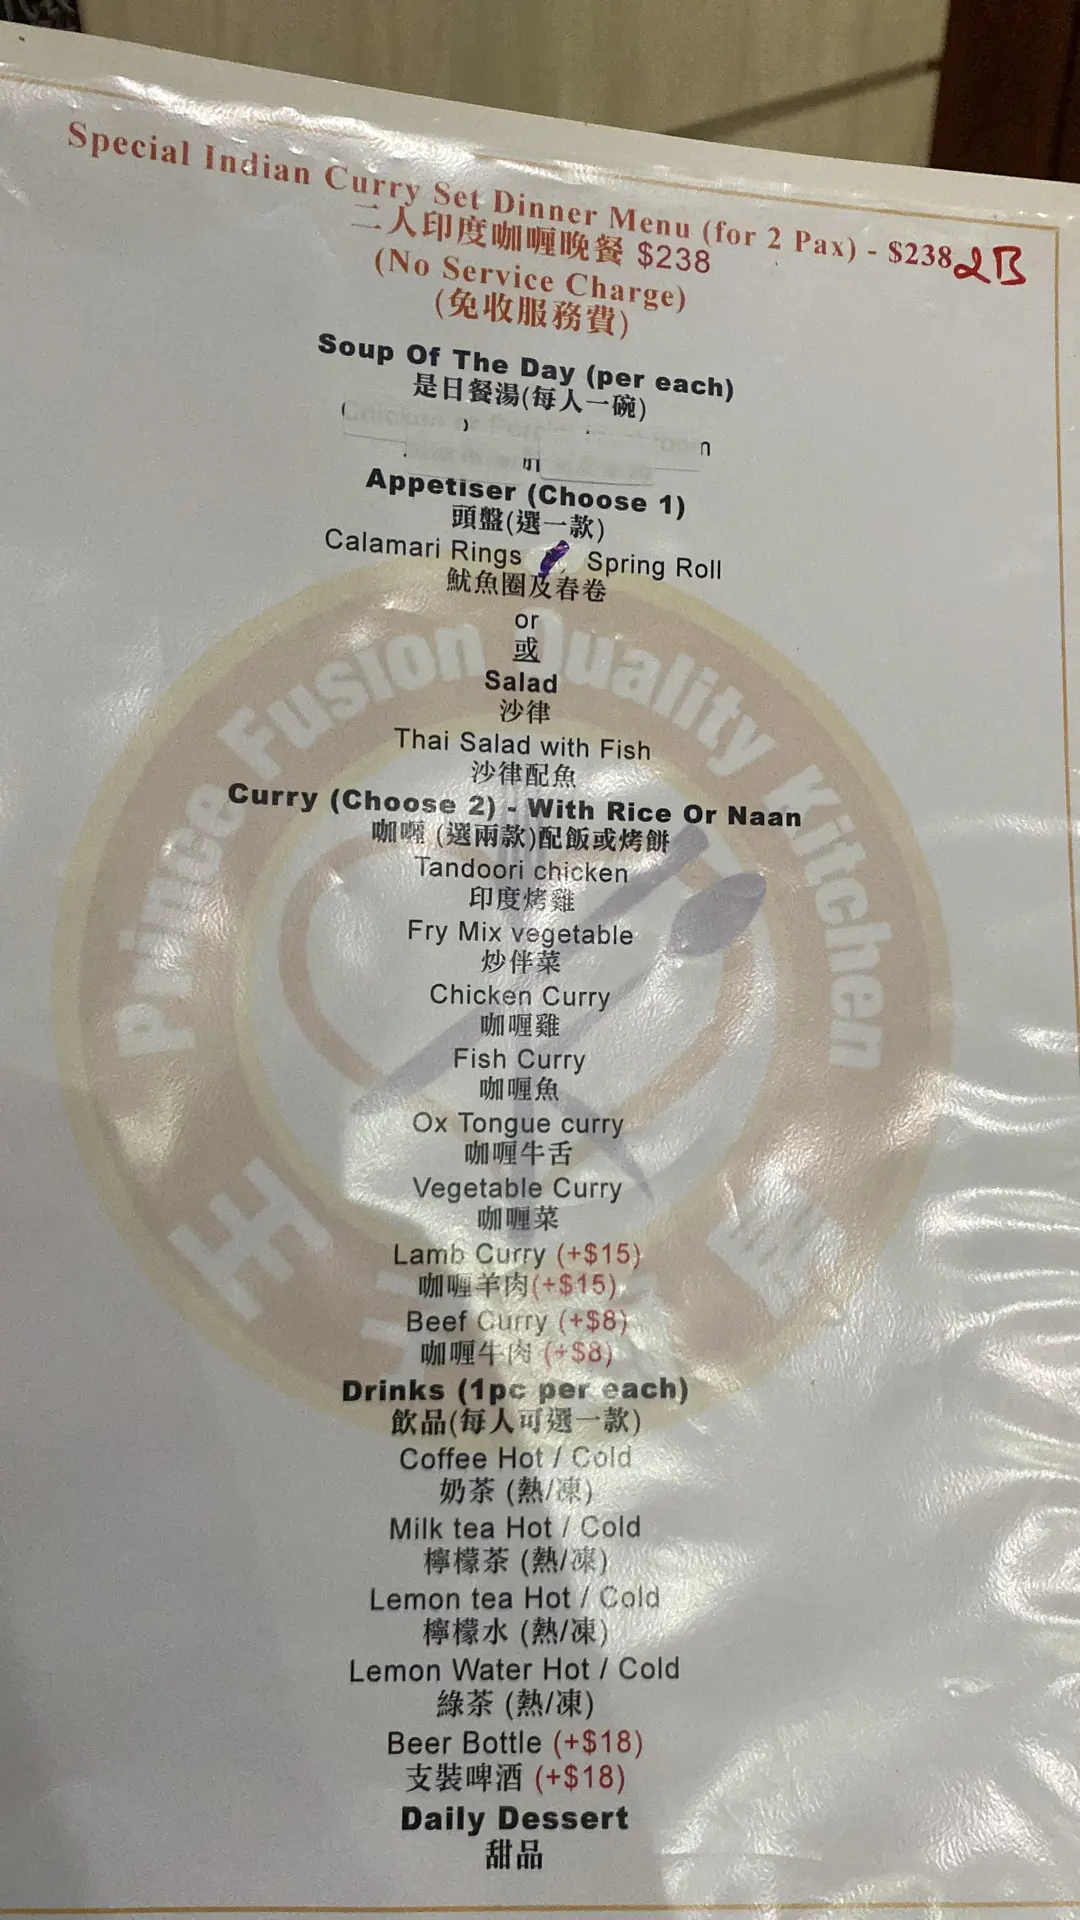 Special Indian Curry Set Dinner Menu (for 2 Pax) - $238 2B
二人印度咖喱晚餐 $238
(No Service Charge)
(免收服務費)
Soup Of The Day (per each)
是日餐湯(每人一碗)
Appetiser (Choose 1)
頭盤(選一款)
Calamari Rings Spring Roll
魷魚圈及春卷
or
或
Salad
沙律
Thai Salad with Fish
沙律配魚
Curry (Choose 2) - With Rice Or Naan
咖喱 (選兩款)配飯或烤餅
Tandoori chicken
印度烤雞
Fry Mix vegetable
炒伴菜
Chicken Curry
咖喱雞
Fish Curry
咖喱魚
Ox Tongue curry
咖喱牛舌
Vegetable Curry
咖喱菜
Lamb Curry (+$15)
咖喱羊肉(+$15)
Beef Curry (+$8)
咖喱牛肉 (+$8)
Drinks (1pc per each)
飲品(每人可選一款)
Coffee Hot / Cold
奶茶 (熱/凍)
Milk tea Hot / Cold
檸檬茶 (熱/凍)
Lemon tea Hot / Cold
檸檬水 (熱/凍)
Lemon Water Hot / Cold
綠茶 (熱/凍)
Beer Bottle (+$18)
支裝啤酒 (+$18)
Daily Dessert
甜品
Prince Fusion Quality Kitchen